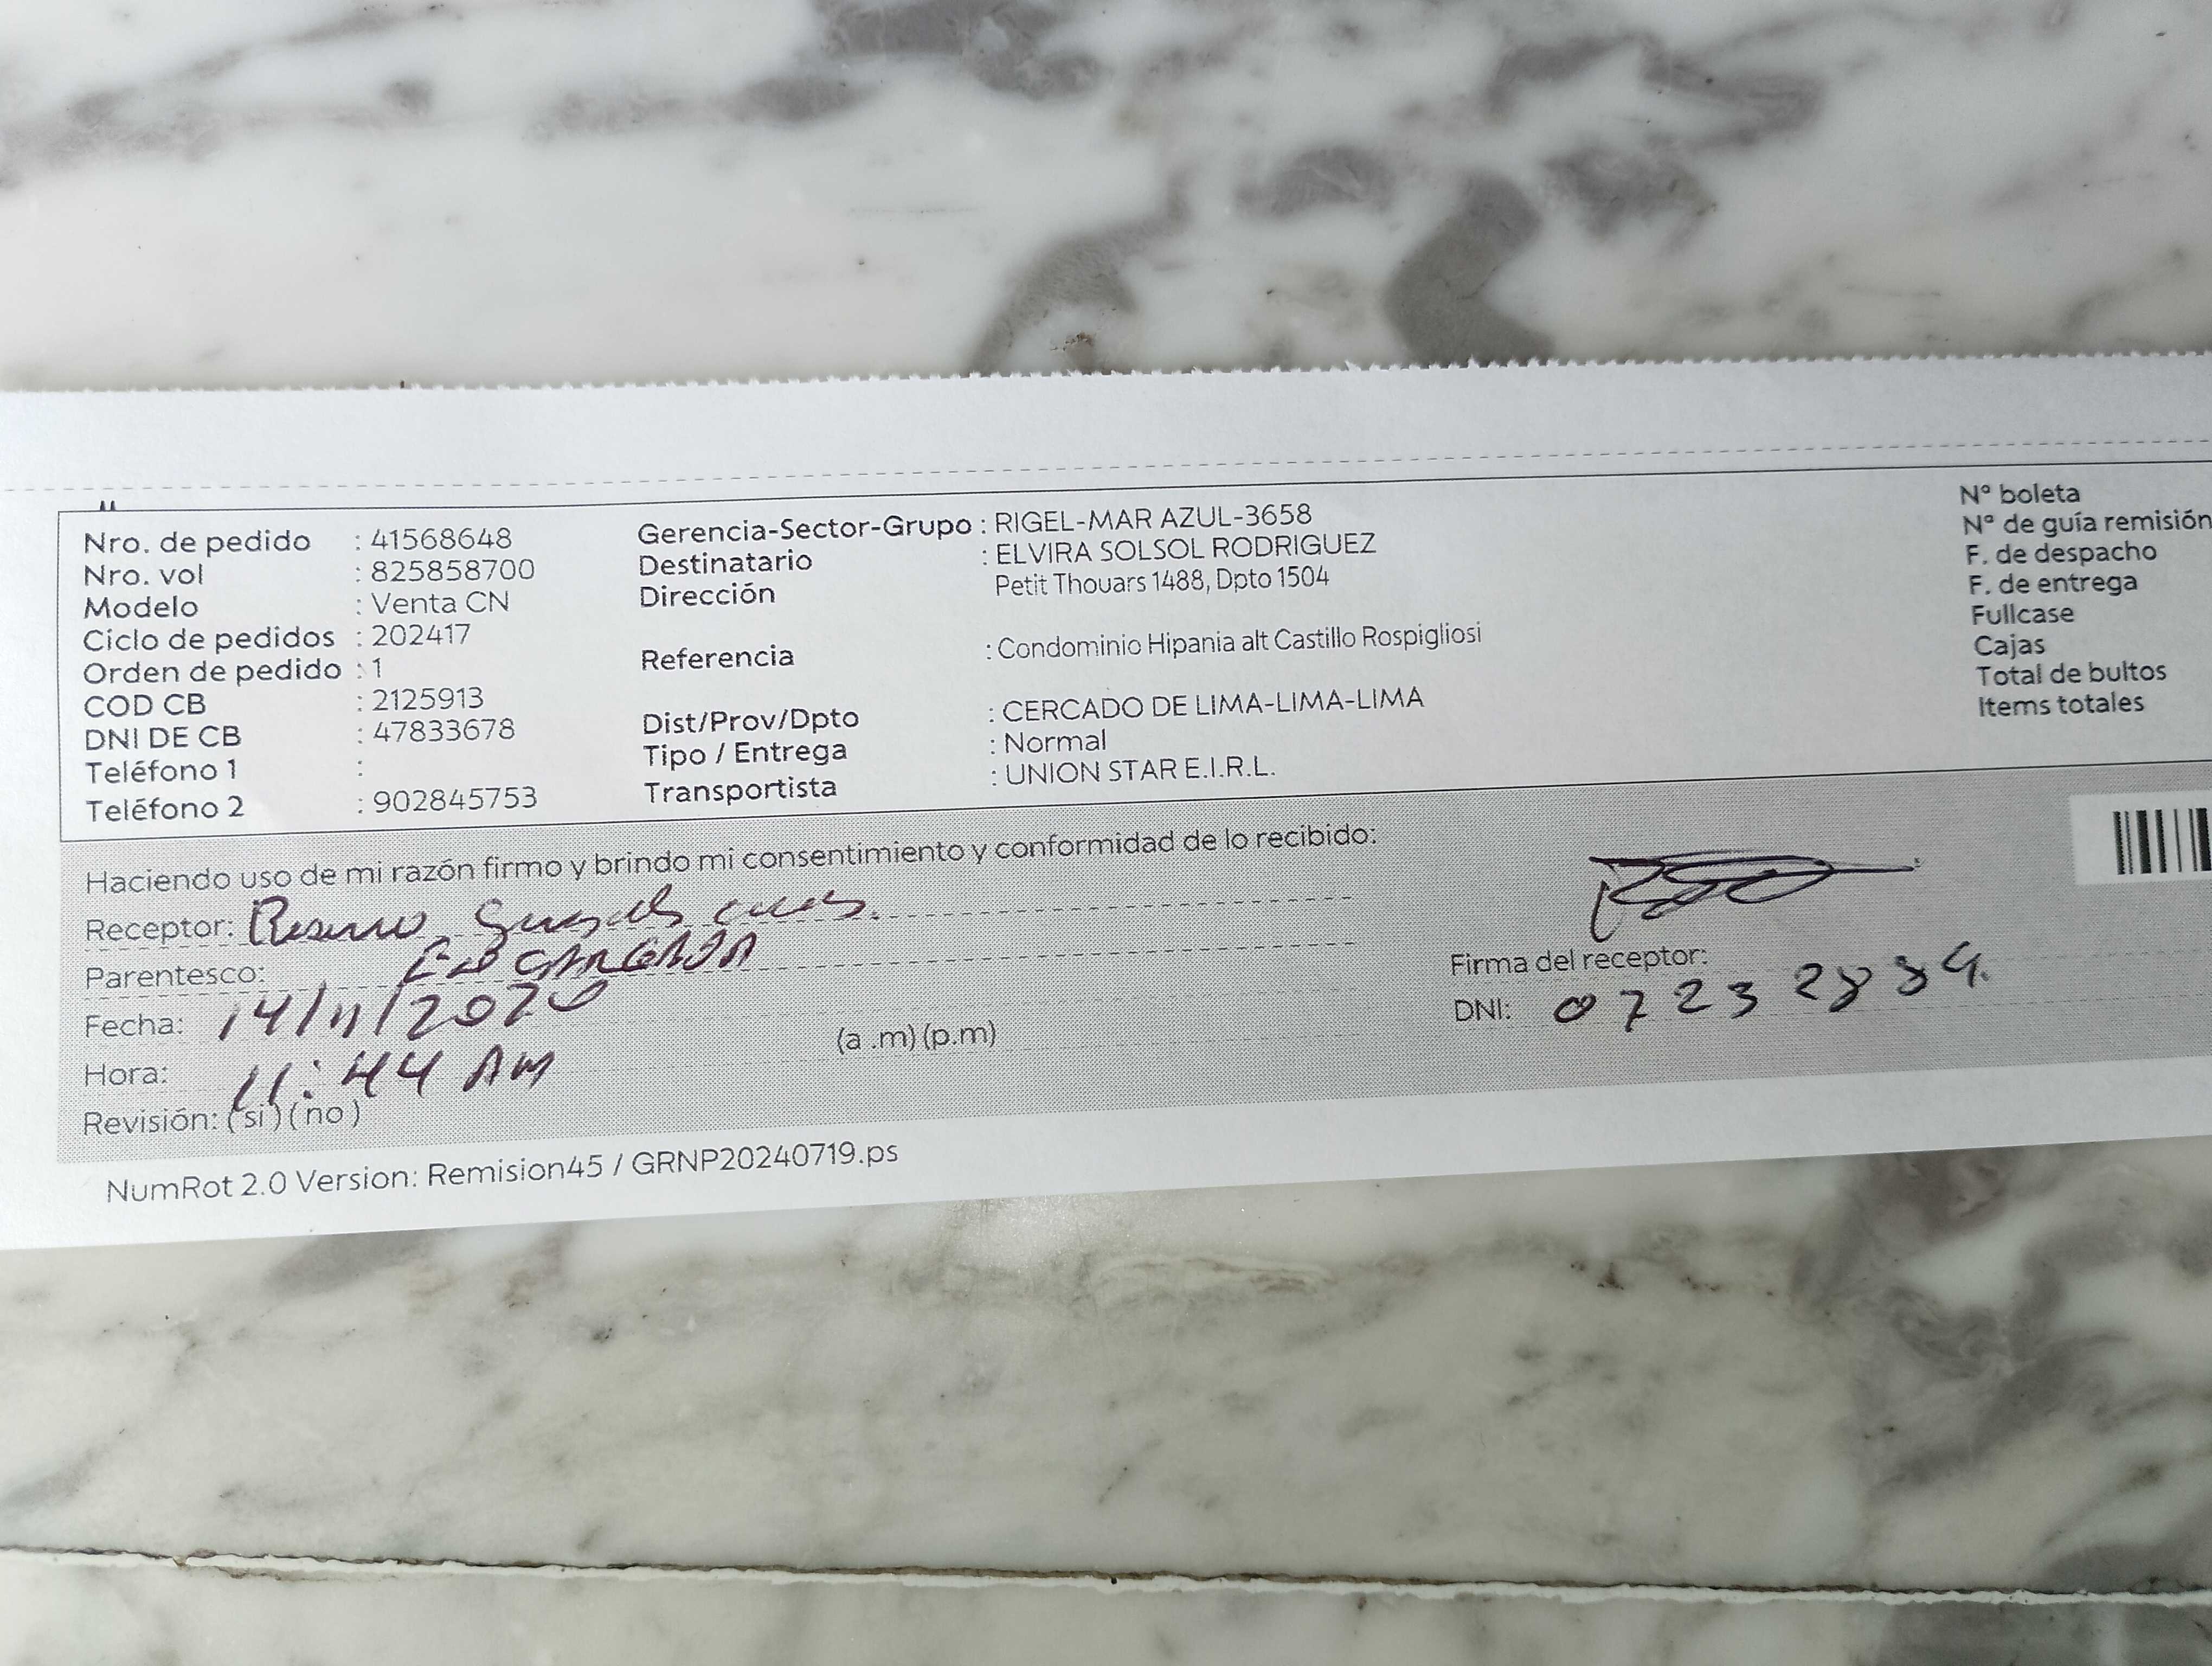 Nro. de pedido : 41568648
Nro. vol : 825858700
Modelo : Venta CN
Ciclo de pedidos : 202417
Orden de pedido : 1
COD CB : 2125913
DNI DE CB : 47833678
Teléfono 1 :
Teléfono 2 : 902845753
Gerencia-Sector-Grupo : RIGEL-MAR AZUL-3658
Destinatario : ELVIRA SOLSOL RODRIGUEZ
Dirección Petit Thouars 1488, Dpto 1504
Referencia : Condominio Hipania alt Castillo Rospigliosi
Dist/Prov/Dpto : CERCADO DE LIMA-LIMA-LIMA
Tipo / Entrega : Normal
Transportista : UNION STAR E.I.R.L.
N° boleta
N° de guía remisión
F. de despacho
F. de entrega
Fullcase
Cajas
Total de bultos
Items totales
Haciendo uso de mi razón firmo y brindo mi consentimiento y conformidad de lo recibido:
Receptor:
Parentesco: ENCARGADA
Fecha: 14/11/2020
Hora: 11:44 AM (a .m) (p.m)
Revisión: (si) (no)
Firma del receptor:
DNI: 07232884
NumRot 2.0 Version: Remision45 / GRNP20240719.ps